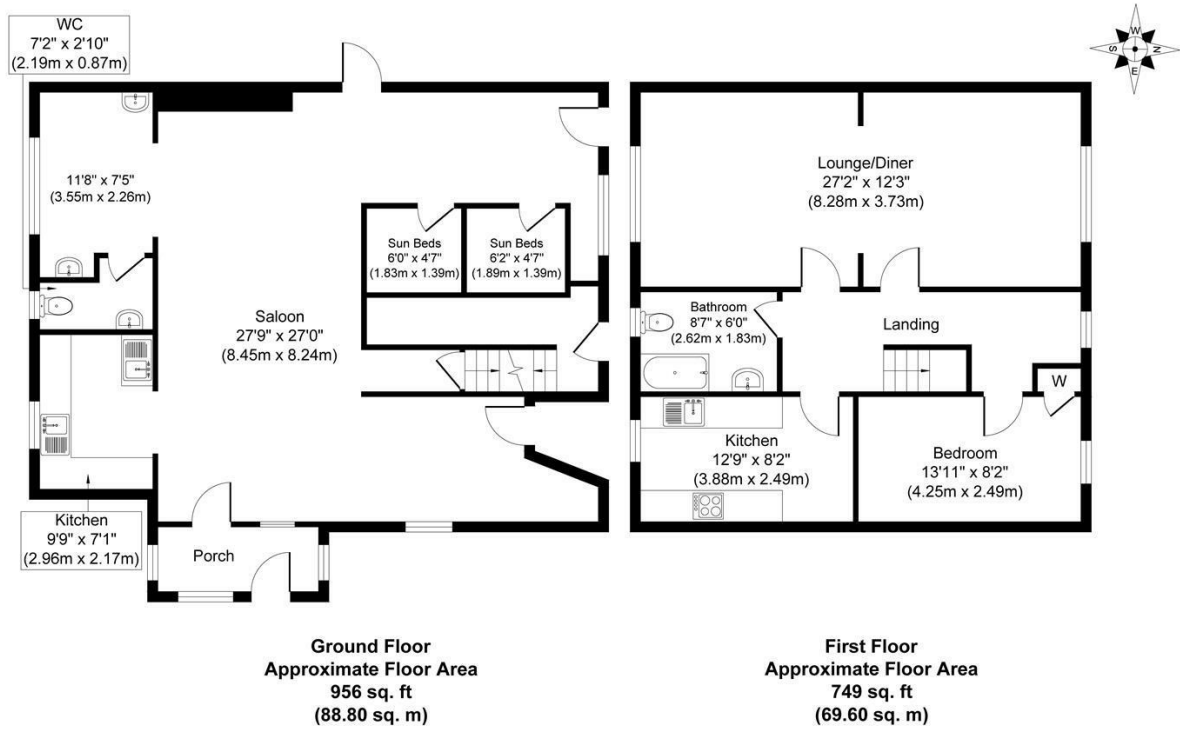 WC
7'2" x 2'10"
(2.19m x 0.87m)
W
S
N
E
11'8" x 7'5"
(3.55m x 2.26m)
Sun Beds
6'0" x 4'7"
(1.83m x 1.39m)
Sun Beds
6'2" x 4'7"
(1.89m x 1.39m)
Saloon
27'9" x 27'0"
(8.45m x 8.24m)
Kitchen
9'9" x 7'1"
(2.96m x 2.17m)
Porch
Lounge/Diner
27'2" x 12'3"
(8.28m x 3.73m)
Bathroom
8'7" x 6'0"
(2.62m x 1.83m)
Landing
W
Kitchen
12'9" x 8'2"
(3.88m x 2.49m)
Bedroom
13'11" x 8'2"
(4.25m x 2.49m)
Ground Floor
Approximate Floor Area
956 sq. ft
(88.80 sq. m)
First Floor
Approximate Floor Area
749 sq. ft
(69.60 sq. m)